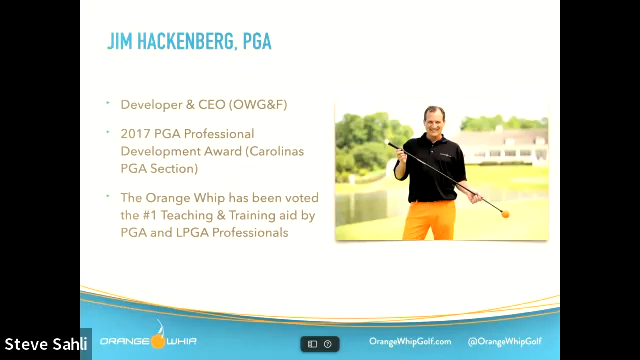 JIM HACKENBERG, PGA
Developer & CEO (OWG&F)
2017 PGA Professional
Development Award (Carolinas
PGA Section)
The Orange Whip has been voted
the #1 Teaching & Training aid by
PGA and LPGA Professionals
Steve Sahli
ORANGE WHIP
OrangeWhipGolf.com
@OrangeWhipGolf